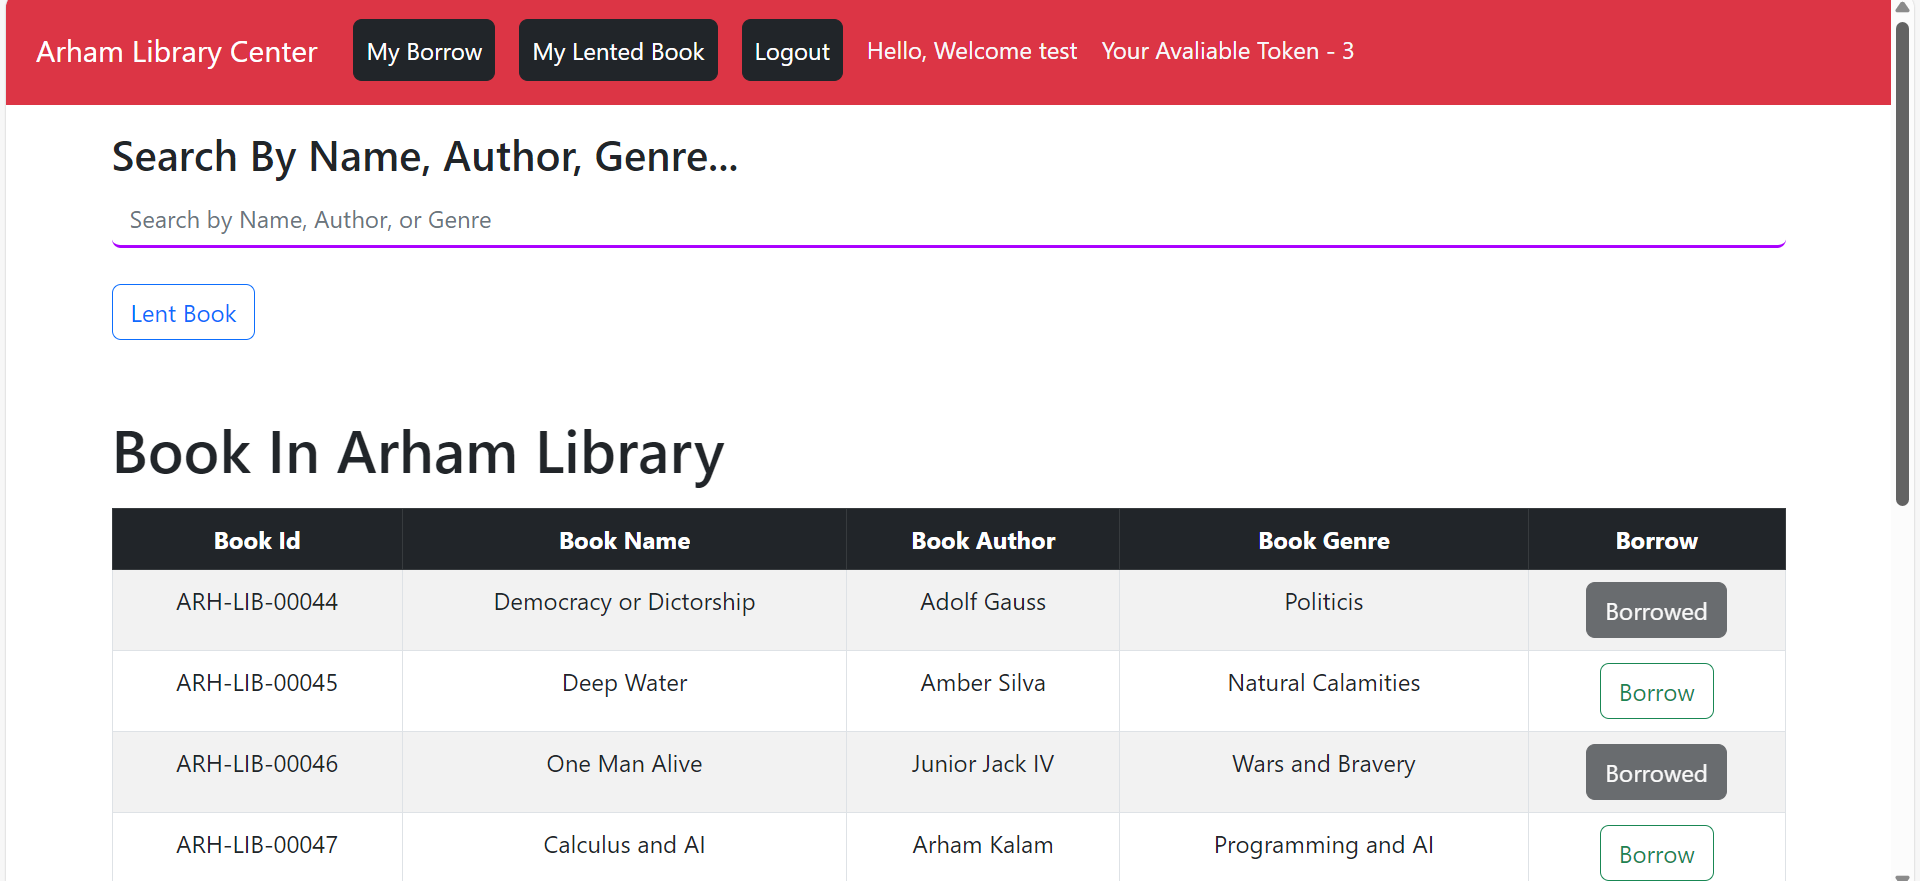 Arham Library Center My Borrow My Lented Book Logout Hello, Welcome test Your Avaliable Token - 3
Search By Name, Author, Genre...
Search by Name, Author, or Genre
Lent Book
Book In Arham Library
Book Id Book Name Book Author Book Genre Borrow
ARH-LIB-00044 Democracy or Dictorship Adolf Gauss Politicis Borrowed
ARH-LIB-00045 Deep Water Amber Silva Natural Calamities Borrow
ARH-LIB-00046 One Man Alive Junior Jack IV Wars and Bravery Borrowed
ARH-LIB-00047 Calculus and AI Arham Kalam Programming and AI Borrow